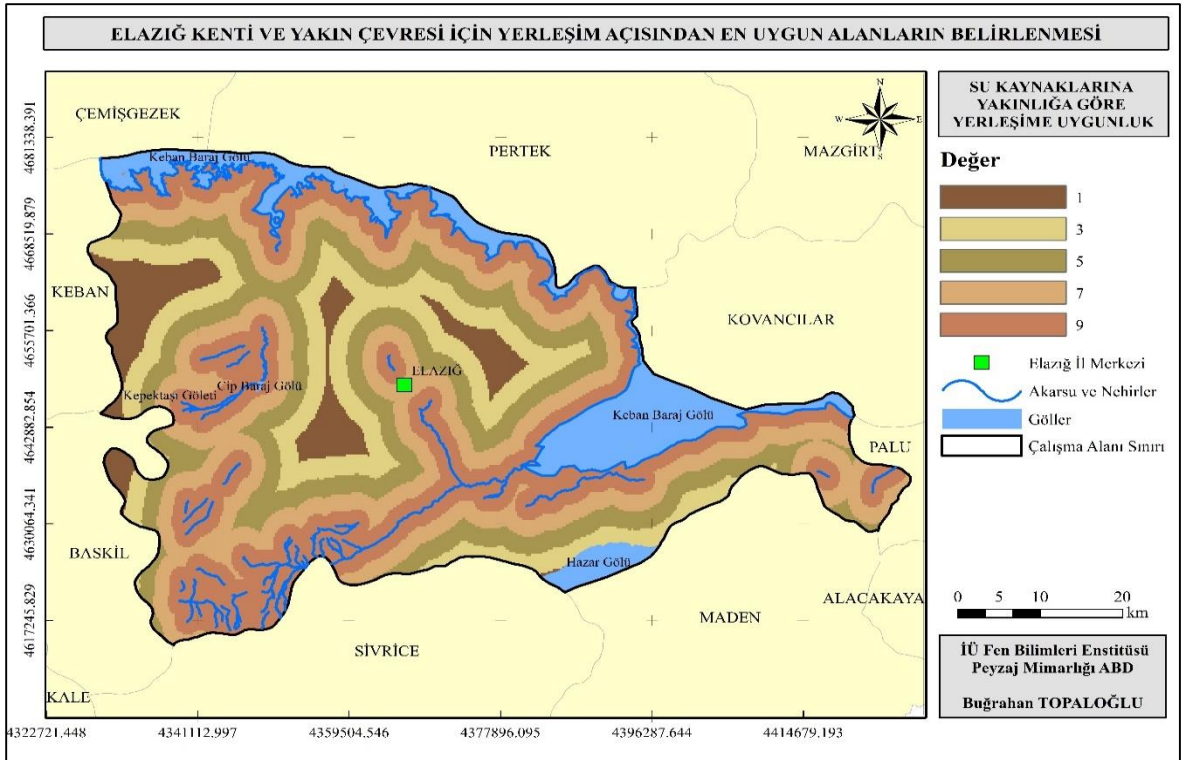 ELAZIĞ KENTİ VE YAKIN ÇEVRESİ İÇİN YERLEŞİM AÇISINDAN EN UYGUN ALANLARIN BELİRLENMESİ
ÇEMİŞGEZEK
PERTEK
MAZGİRT
Keban Baraj Gölü
KEBAN
KOVANCILAR
ELAZIĞ
Cip Baraj Gölü
Kepektaşı Göleti
Keban Baraj Gölü
PALU
BASKİL
Hazar Gölü
ALACAKAYA
MADEN
SİVRİCE
KALE
N
W
E
S
4681338.391
4668519.879
4655701.366
4642882.854
4630064.341
4617245.829
4322721.448
4341112.997
4359504.546
4377896.095
4396287.644
4414679.193
SU KAYNAKLARINA
YAKINLIĞA GÖRE
YERLEŞİME UYGUNLUK
Değer
1
3
5
7
9
Elazığ İl Merkezi
Akarsu ve Nehirler
Göller
Çalışma Alanı Sınırı
0 5 10 20
km
İÜ Fen Bilimleri Enstitüsü
Peyzaj Mimarlığı ABD
Buğrahan TOPALOĞLU